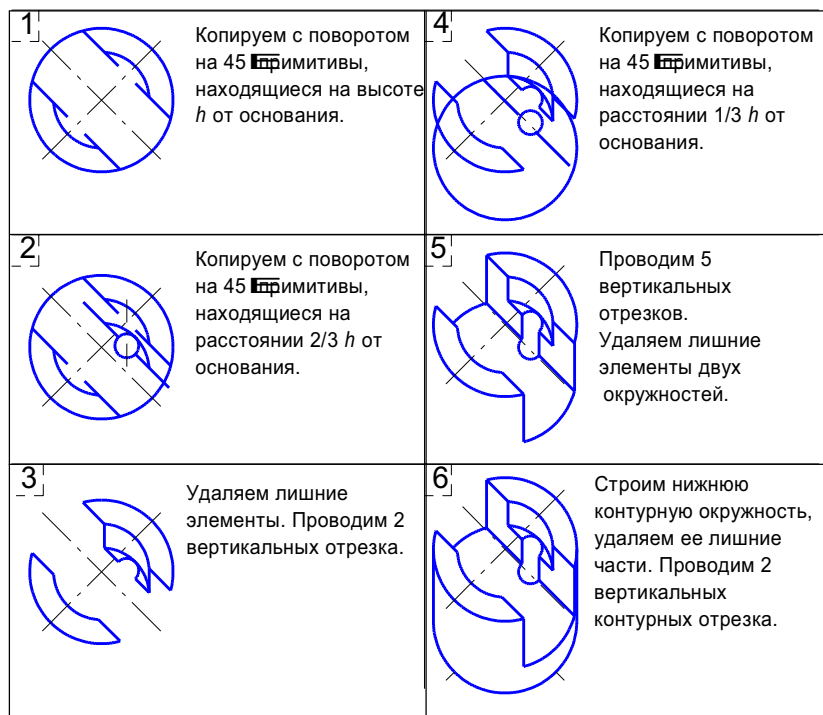 1
Копируем с поворотом
на 45 примитивы,
находящиеся на высоте
h от основания.
2
Копируем с поворотом
на 45 примитивы,
находящиеся на
расстоянии 2/3 h от
основания.
3
Удаляем лишние
элементы. Проводим 2
вертикальных отрезка.
4
Копируем с поворотом
на 45 примитивы,
находящиеся на
расстоянии 1/3 h от
основания.
5
Проводим 5
вертикальных
отрезков.
Удаляем лишние
элементы двух
окружностей.
6
Строим нижнюю
контурную окружность,
удаляем ее лишние
части. Проводим 2
вертикальных
контурных отрезка.